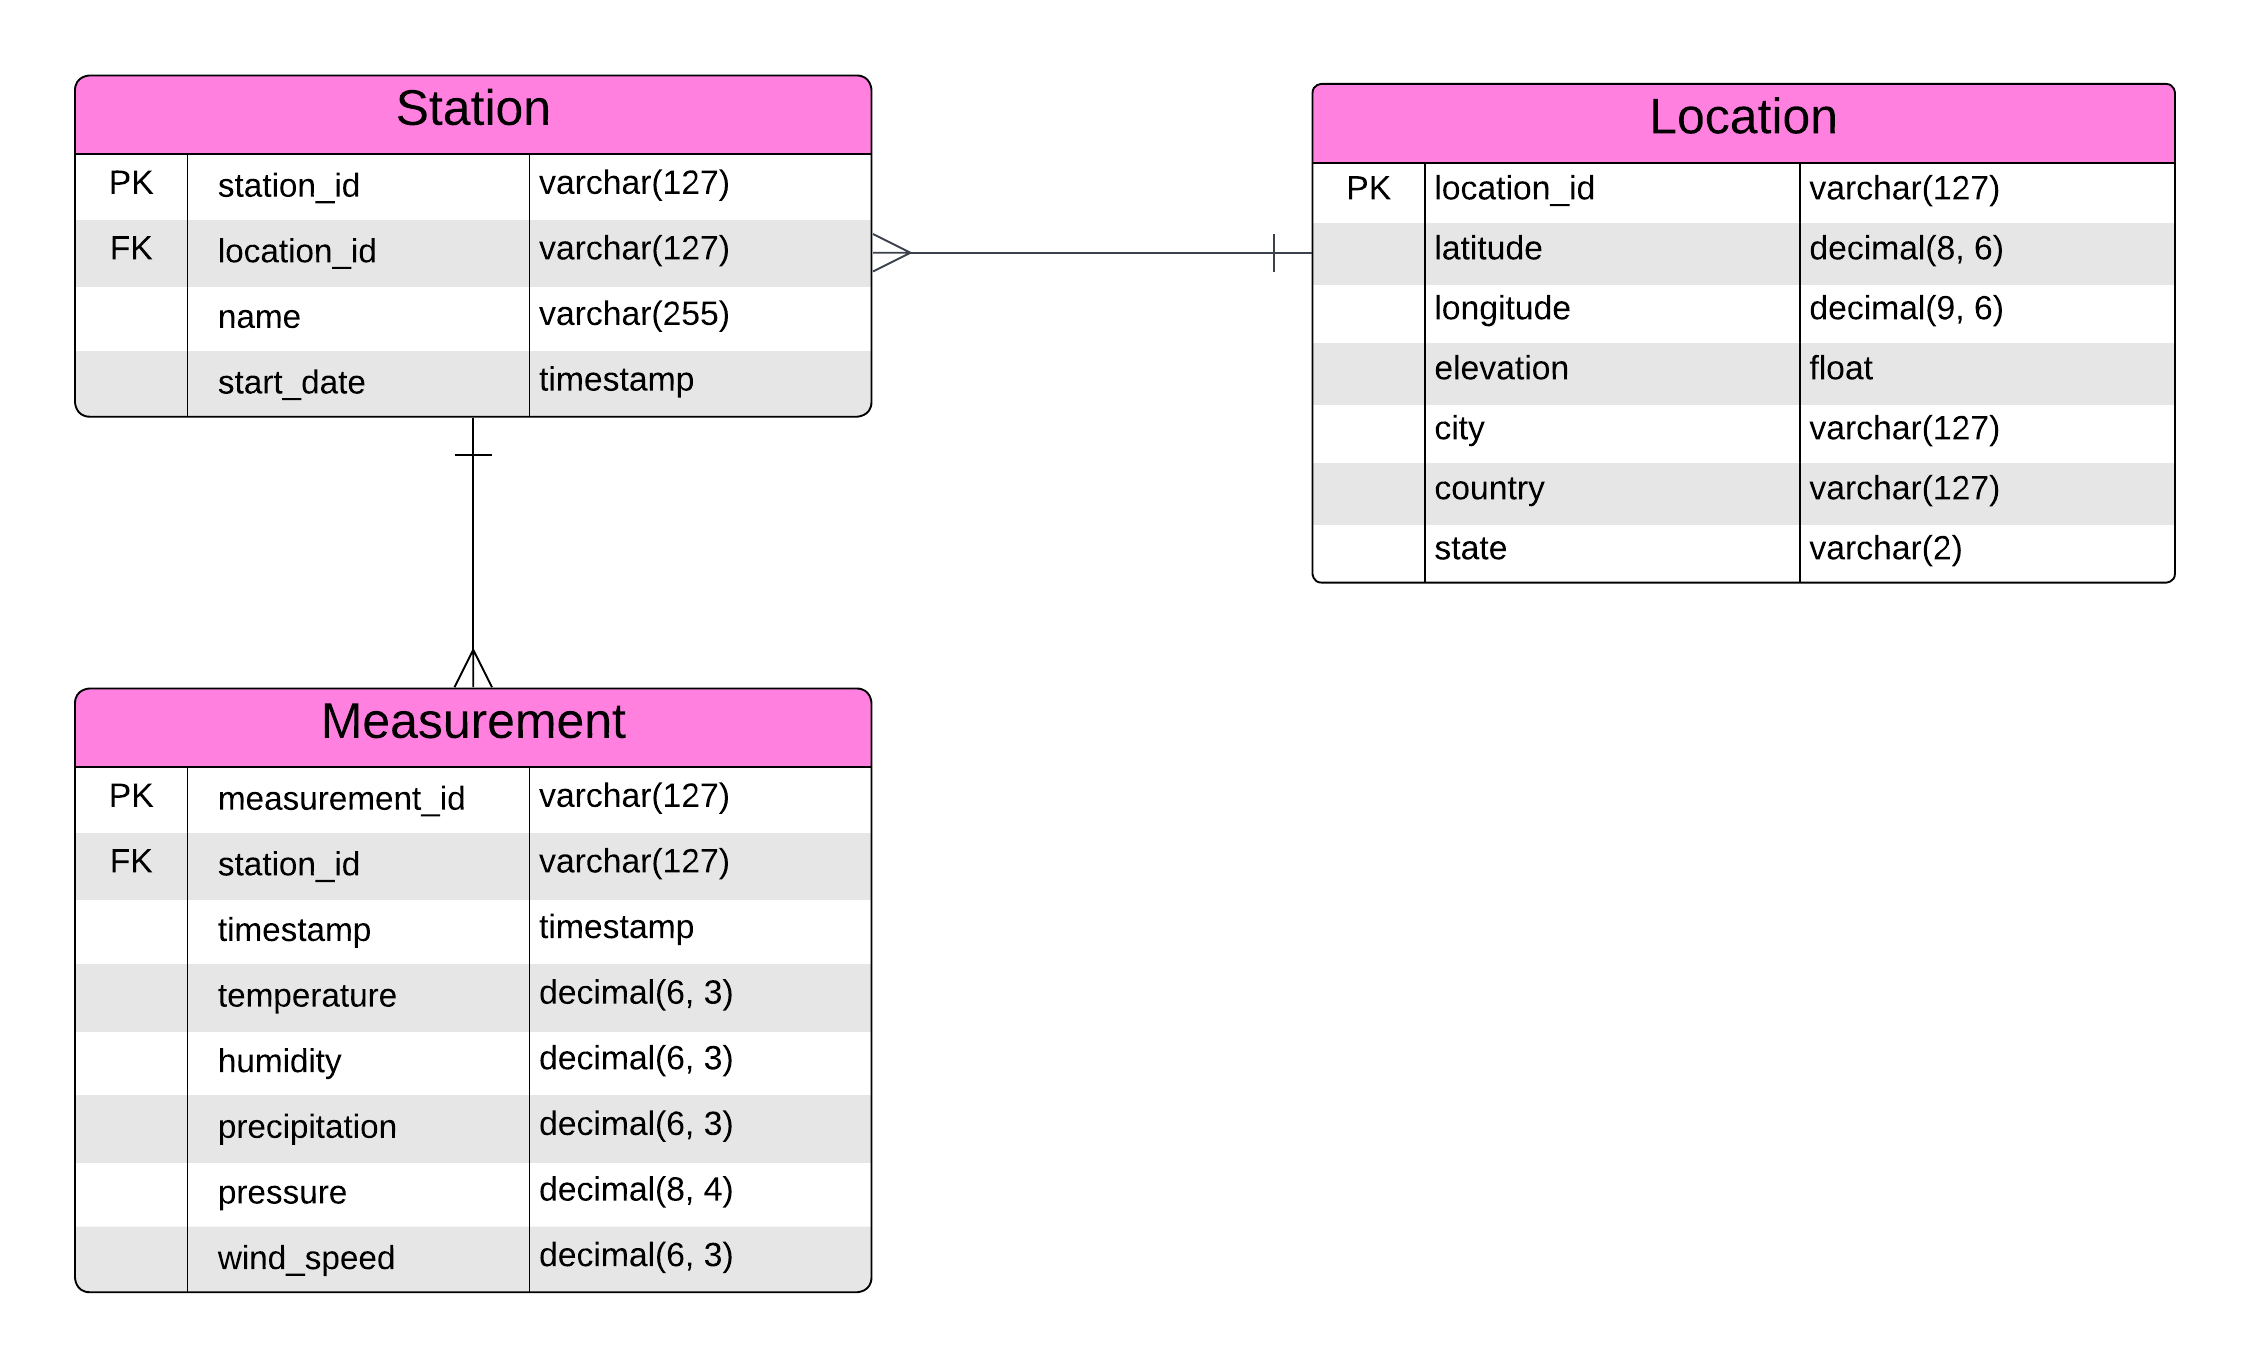 Station
PK station_id varchar(127)
FK location_id varchar(127)
name varchar(255)
start_date timestamp
Location
PK location_id varchar(127)
latitude decimal(8, 6)
longitude decimal(9, 6)
elevation float
city varchar(127)
country varchar(127)
state varchar(2)
Measurement
PK measurement_id varchar(127)
FK station_id varchar(127)
timestamp timestamp
temperature decimal(6, 3)
humidity decimal(6, 3)
precipitation decimal(6, 3)
pressure decimal(8, 4)
wind_speed decimal(6, 3)